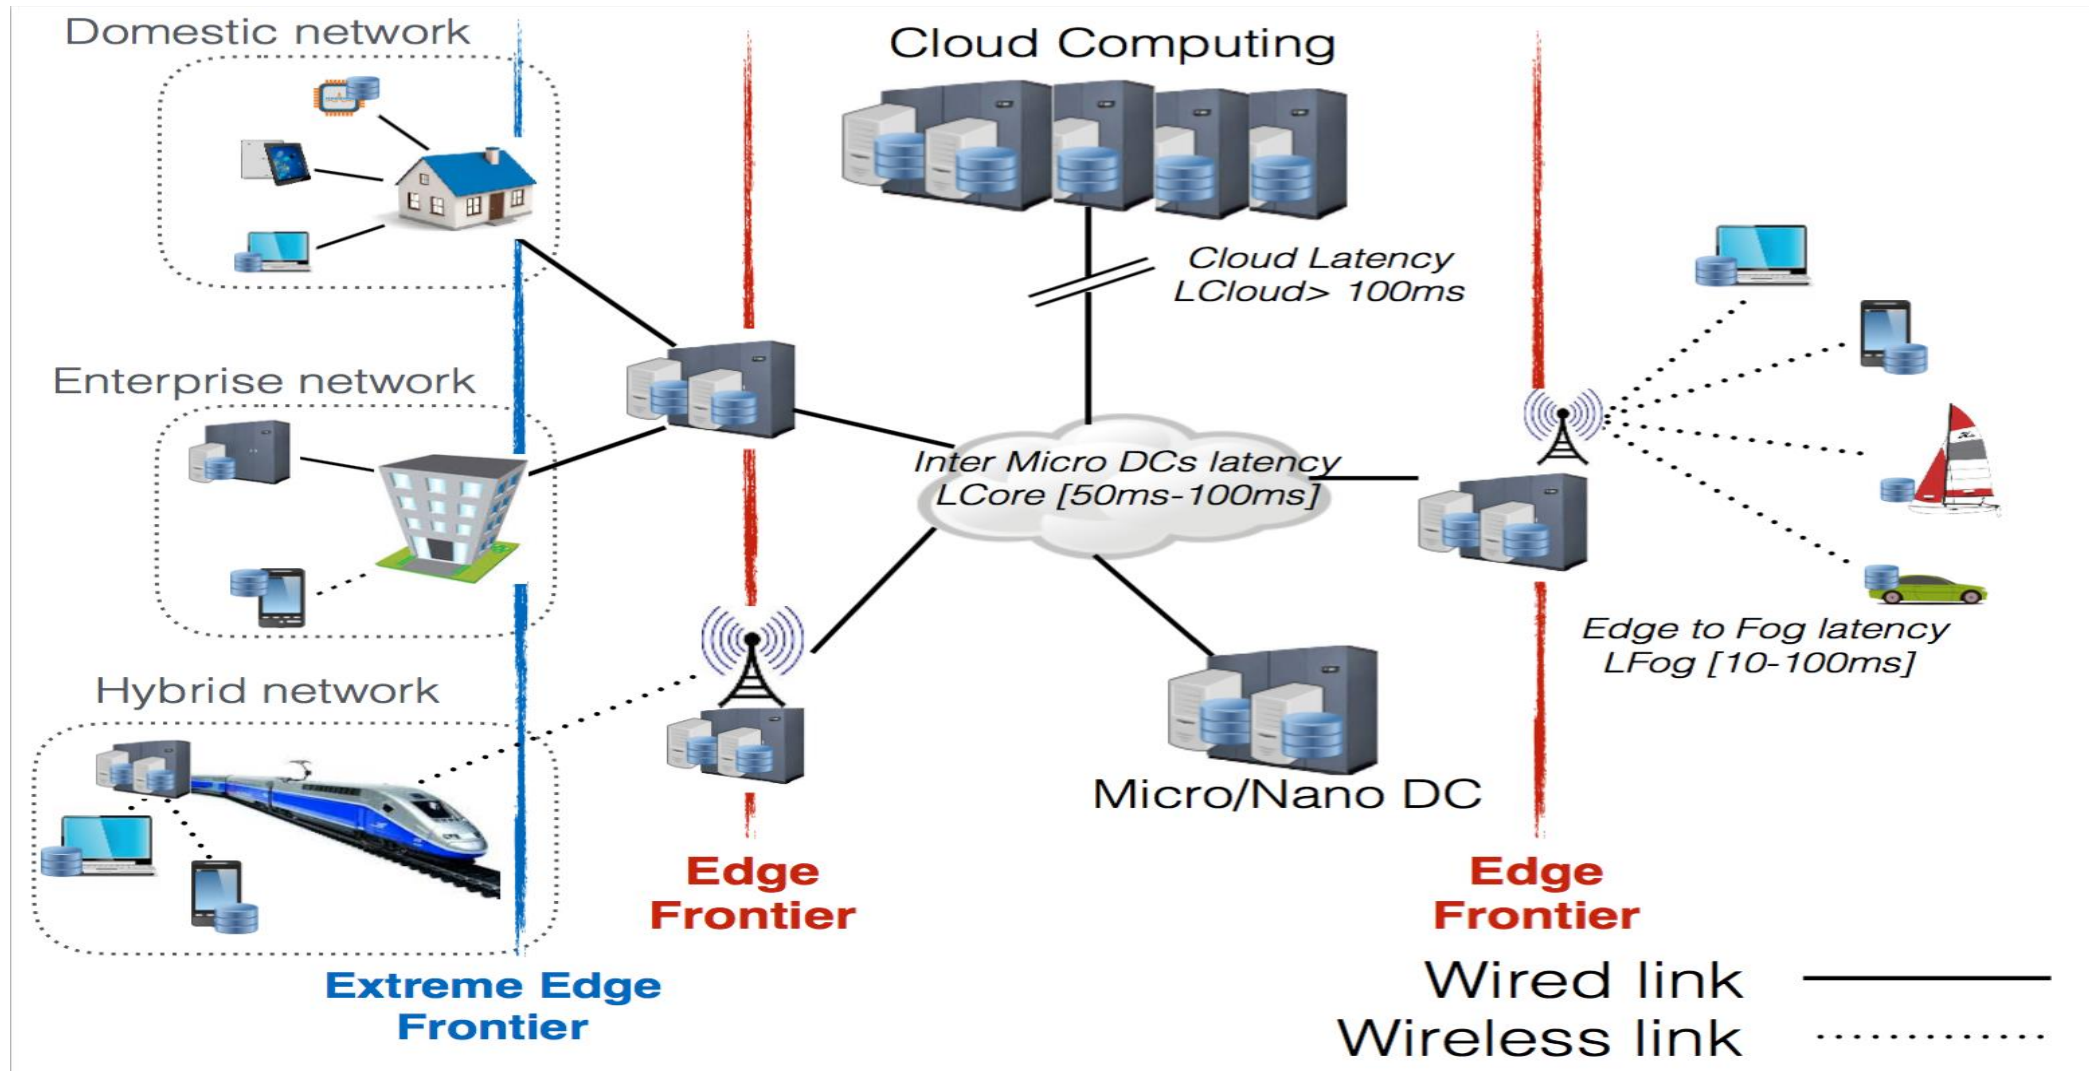 Domestic network
Cloud Computing
Cloud Latency
LCloud> 100ms
Enterprise network
Inter Micro DCs latency
LCore [50ms-100ms]
Edge to Fog latency
LFog [10-100ms]
Hybrid network
Micro/Nano DC
Edge
Frontier
Edge
Frontier
Extreme Edge
Frontier
Wired link
Wireless link